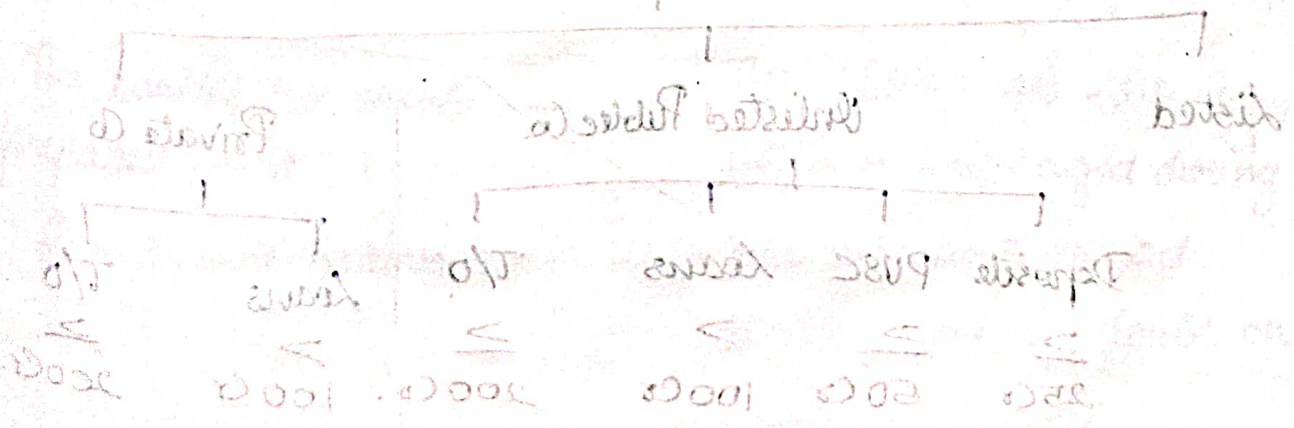 Listed Unlisted Public Co Private Co
Deposits PUSC Loans T/O Loans T/O
≥ ≥ > ≥ > ≥
25Cr 50Cr 100Cr 200Cr. 100Cr 200Cr.